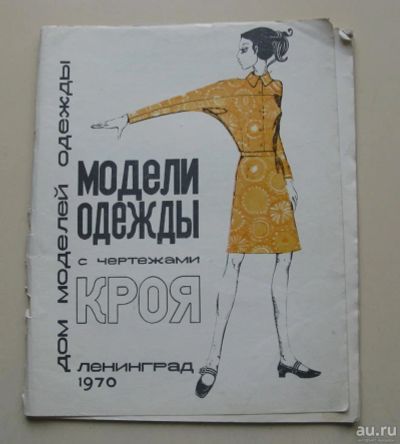 ДОМ МОДЕЛЕЙ ОДЕЖДЫ
МОДЕЛИ
ОДЕЖДЫ
С ЧЕРТЕЖАМИ
КРОЯ
ЛЕНИНГРАД
1970
au.ru